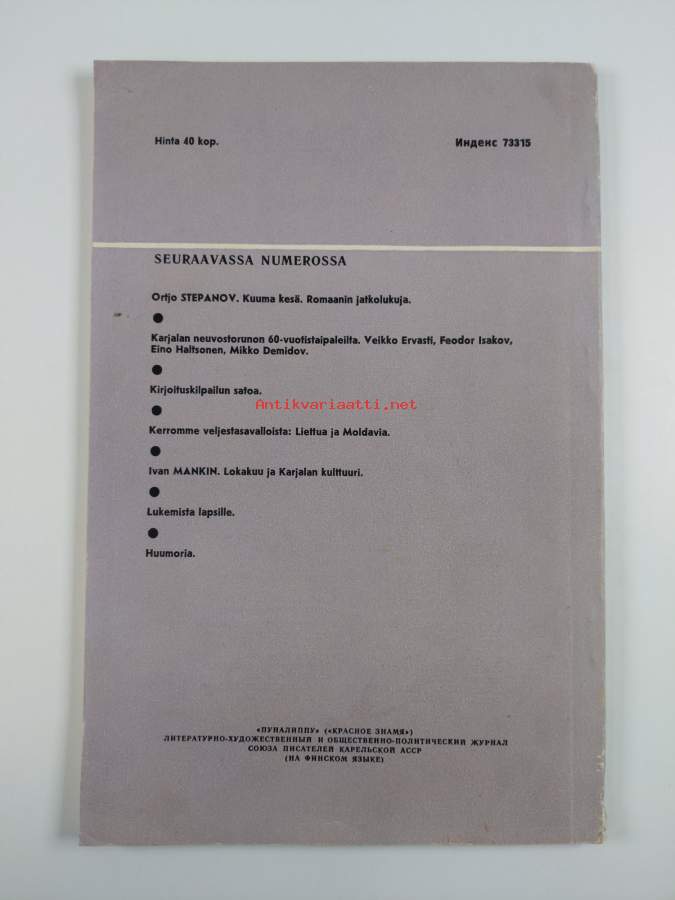 Hinta 40 kop.
Индекс 73315
SEURAAVASSA NUMEROSSA
Ortjo STEPANOV. Kuuma kesä. Romaanin jatkolukuja.
Karjalan neuvostorunon 60-vuotistaipaleilta. Veikko Ervasti, Feodor Isakov,
Eino Haltsonen, Mikko Demidov.
Kirjoituskilpailun satoa.
Antikvariaatti.net
Kerromme veljestasavalloista: Liettua ja Moldavia.
Ivan MANKIN. Lokakuu ja Karjalan kulttuuri.
Lukemista lapsille.
Huumoria.
«ПУНАЛИППУ» («КРАСНОЕ ЗНАМЯ»)
ЛИТЕРАТУРНО-ХУДОЖЕСТВЕННЫЙ И ОБЩЕСТВЕННО-ПОЛИТИЧЕСКИЙ ЖУРНАЛ
СОЮЗА ПИСАТЕЛЕЙ КАРЕЛЬСКОЙ АССР
(НА ФИНСКОМ ЯЗЫКЕ)